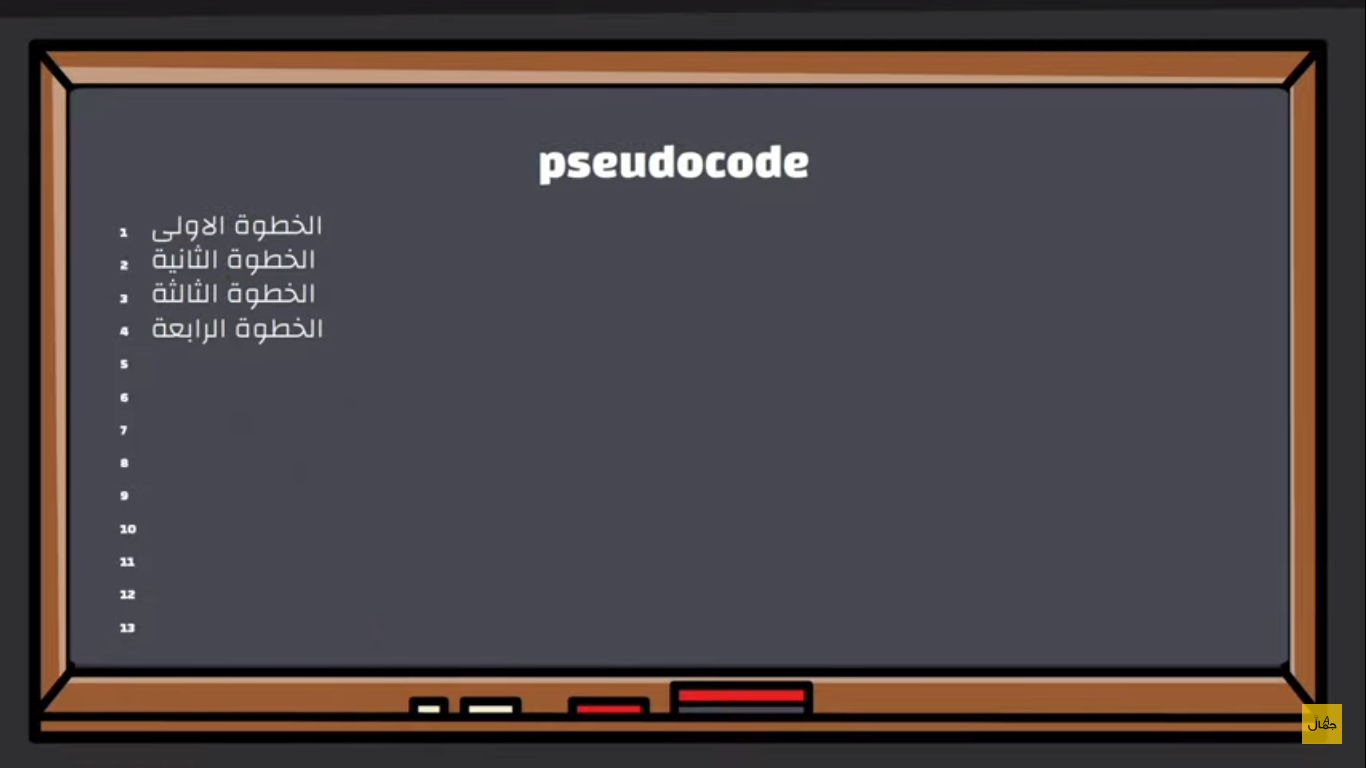 pseudocode
1 الخطوة الاولى
2 الخطوة الثانية
3 الخطوة الثالثة
4 الخطوة الرابعة
5
6
7
8
9
10
11
12
13
جمال